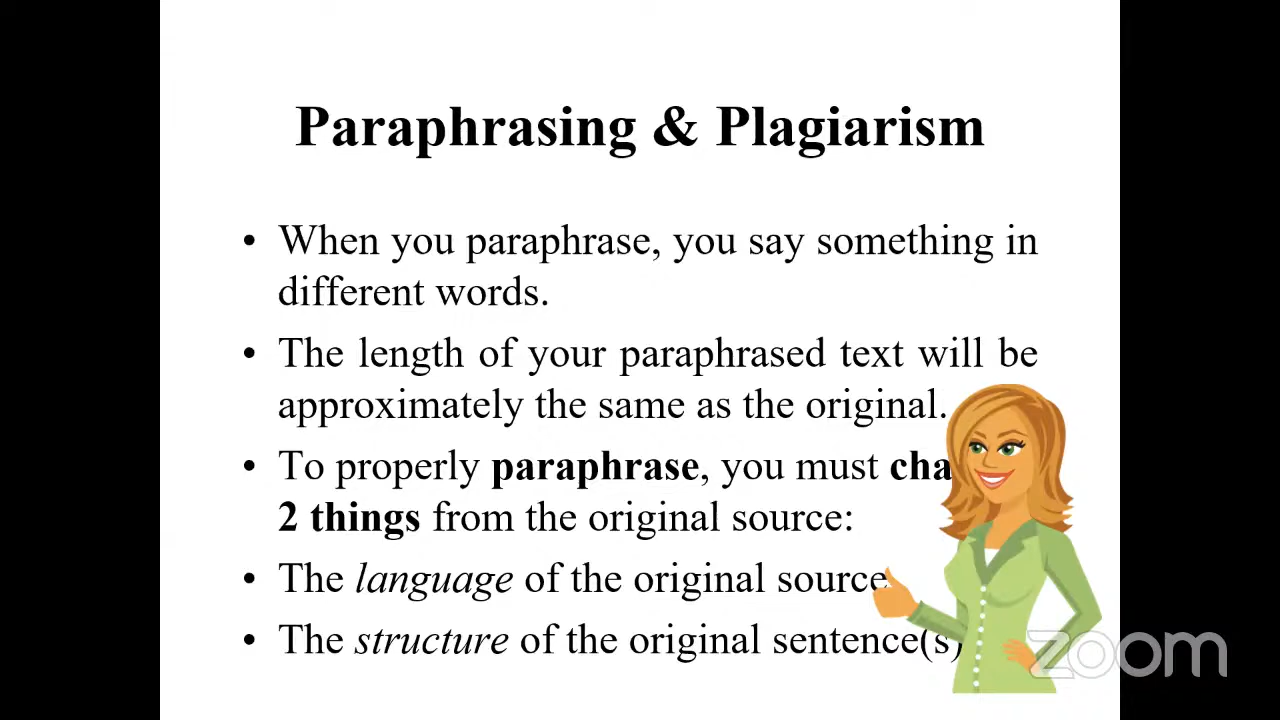 Paraphrasing & Plagiarism
• When you paraphrase, you say something in
different words.
• The length of your paraphrased text will be
approximately the same as the original.
• To properly paraphrase, you must
2 things from the original source:
• The language of the original source
• The structure of the original sentence(s)
zoom